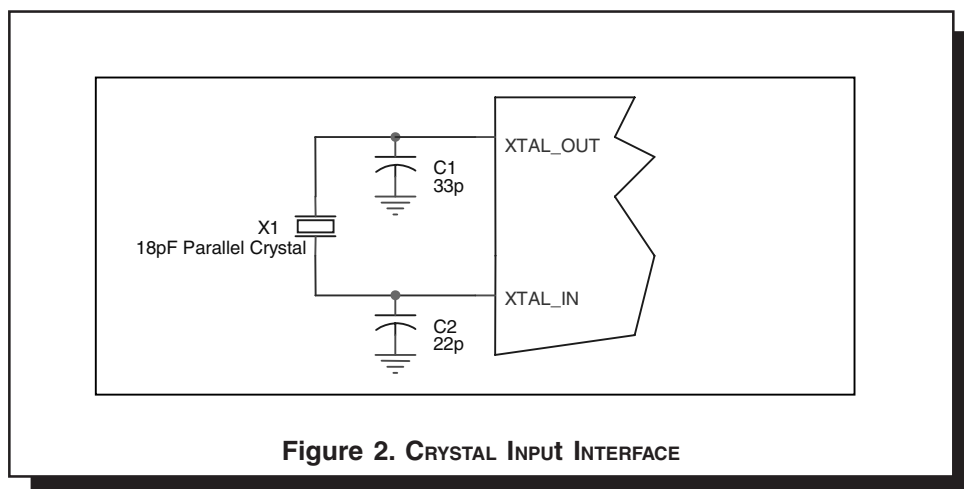 XTAL_OUT
C1
33p
X1
18pF Parallel Crystal
XTAL_IN
C2
22p
Figure 2. CRYSTAL INPUT INTERFACE